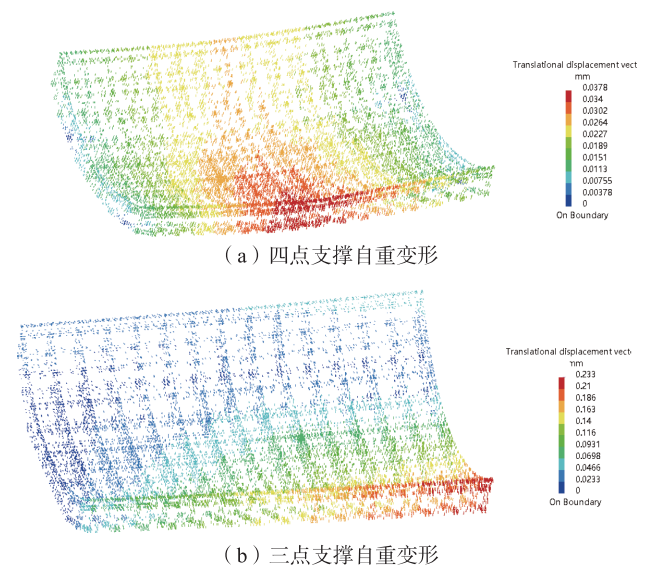 Translational displacement vect
mm
0.0378
0.034
0.0302
0.0264
0.0227
0.0189
0.0151
0.0113
0.00755
0.00378
0
On Boundary
（a）四点支撑自重变形
Translational displacement vect
mm
0.233
0.21
0.186
0.163
0.14
0.116
0.0931
0.0698
0.0466
0.0233
0
On Boundary
（b）三点支撑自重变形